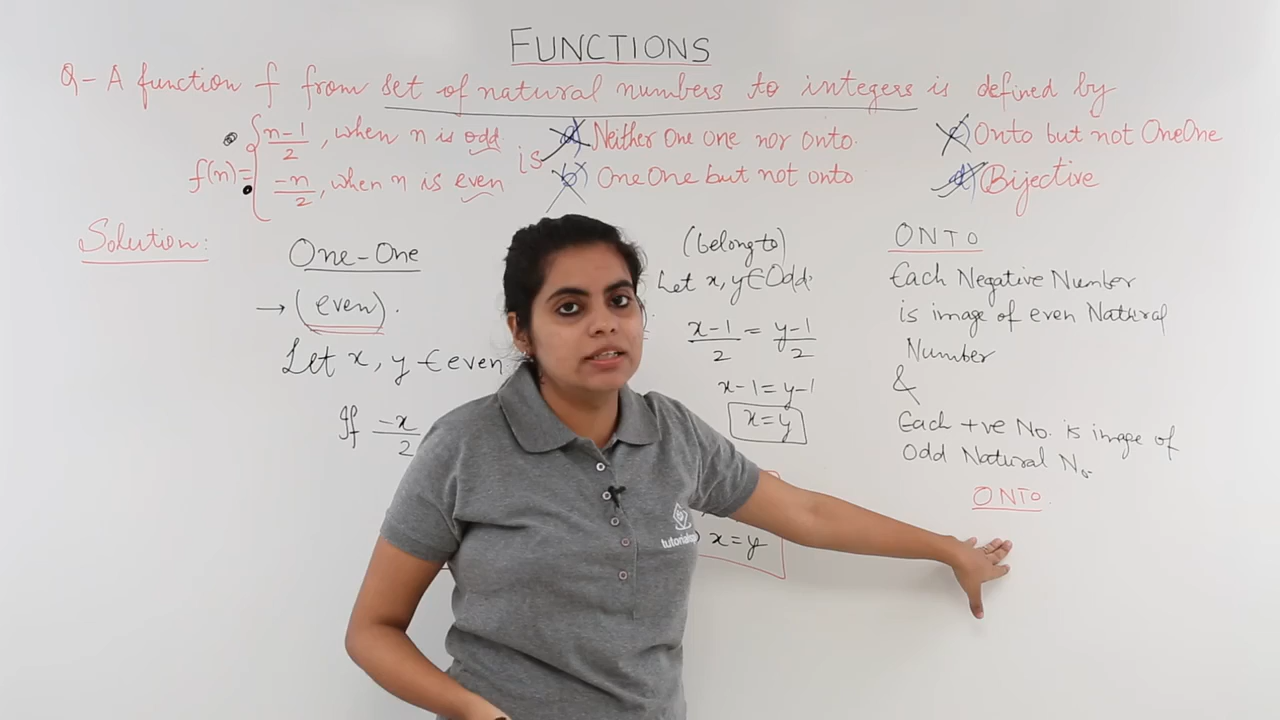 FUNCTIONS
Q- A function f from set of natural numbers to integers is defined by
f(n)= { n-1/2, when n is odd
-n/2, when n is even
is
a) Neither One one nor onto.
b) OneOne but not onto
c) Onto but not OneOne
d) Bijective
Solution:
One-One
→ (even).
Let x, y ∈ even
If -x/2
(belong to)
Let x, y ∈ Odd.
x-1/2 = y-1/2
x-1 = y-1
x=y
x=y
ONTO
Each Negative Number
is image of even Natural
Number
&
Each +ve No. is image of
Odd Natural No.
ONTO.